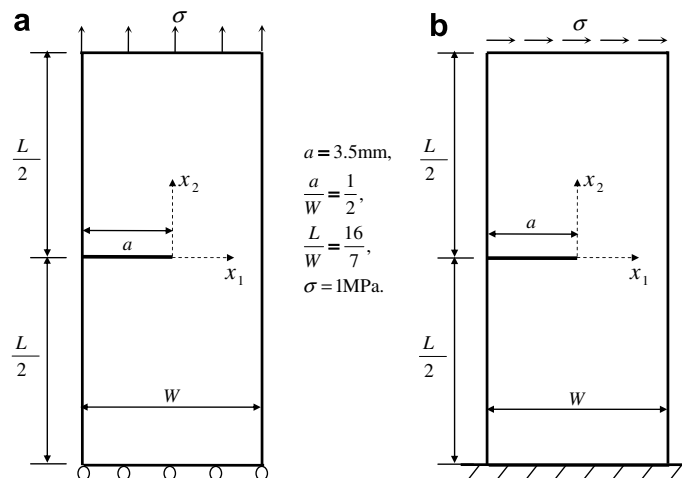 a
σ
L/2
L/2
x₂
a
x₁
W
a = 3.5mm,
a/W = 1/2,
L/W = 16/7,
σ = 1MPa.
b
σ
L/2
L/2
x₂
a
x₁
W